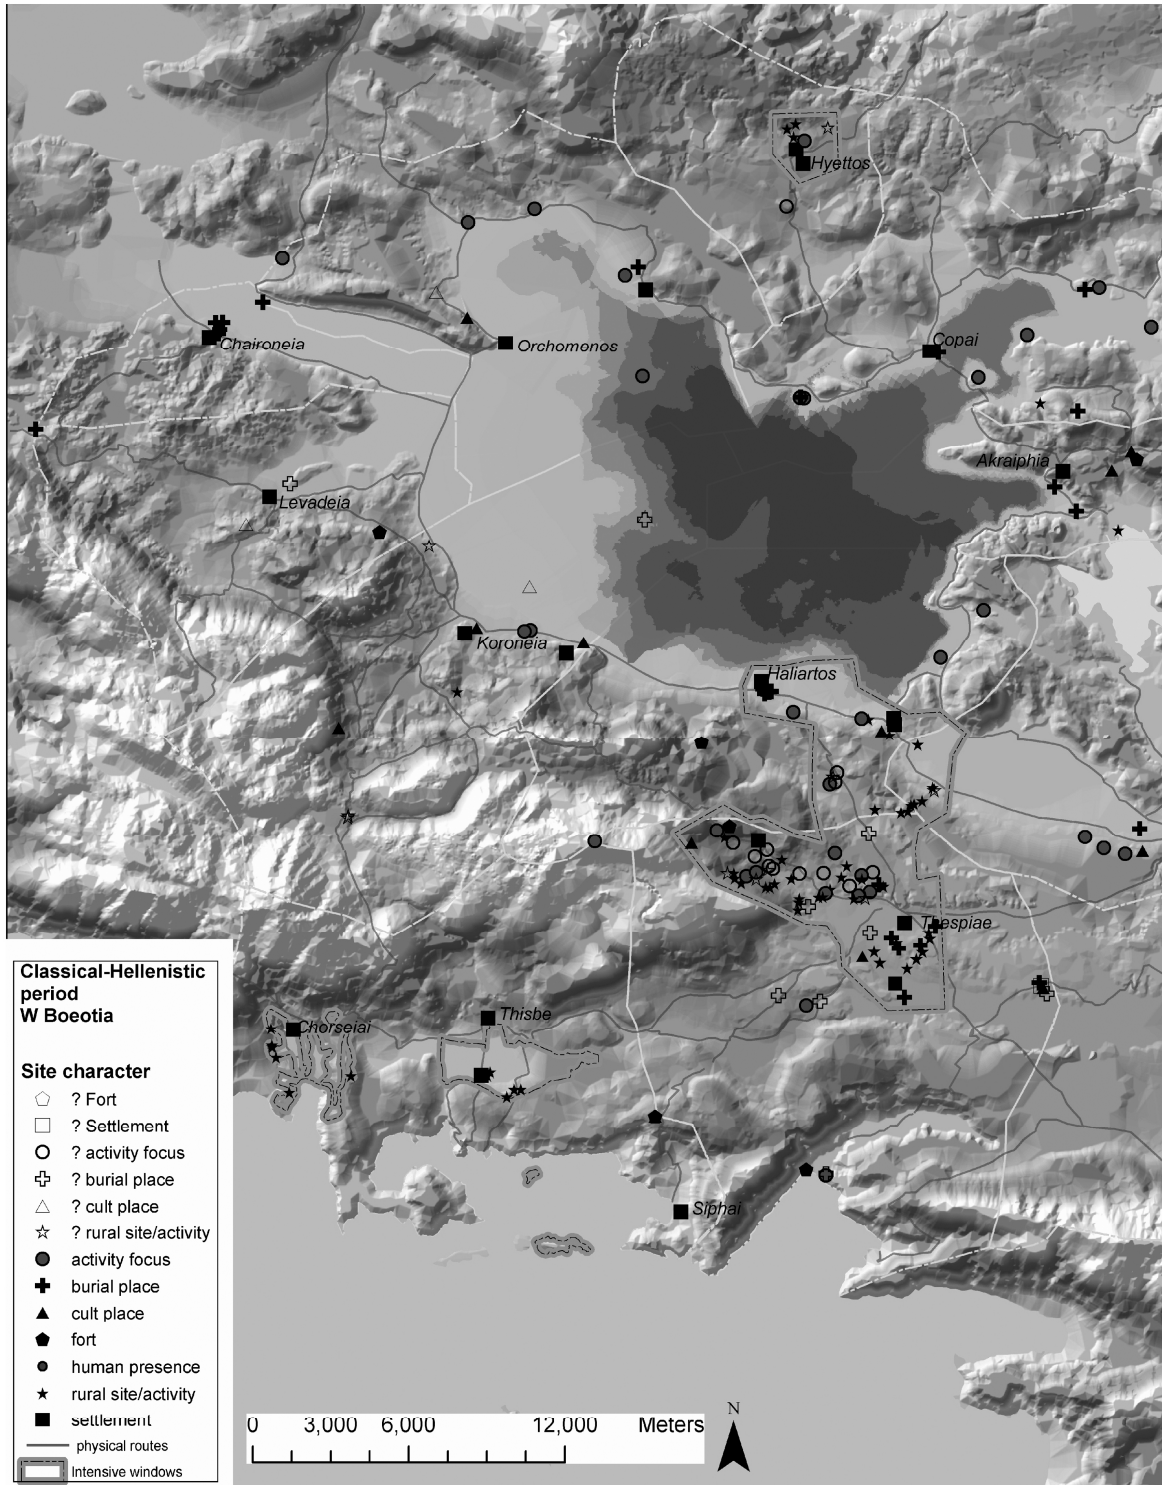 Hyettos
Chaironeia
Orchomonos
Copai
Akraiphia
Levadeia
Koroneia
Haliartos
Thespiae
Thisbe
Chorseiai
Siphai
Classical-Hellenistic
period
W Boeotia
Site character
? Fort
? Settlement
? activity focus
? burial place
? cult place
? rural site/activity
activity focus
burial place
cult place
fort
human presence
rural site/activity
settlement
physical routes
Intensive windows
0 3,000 6,000 12,000 Meters
N